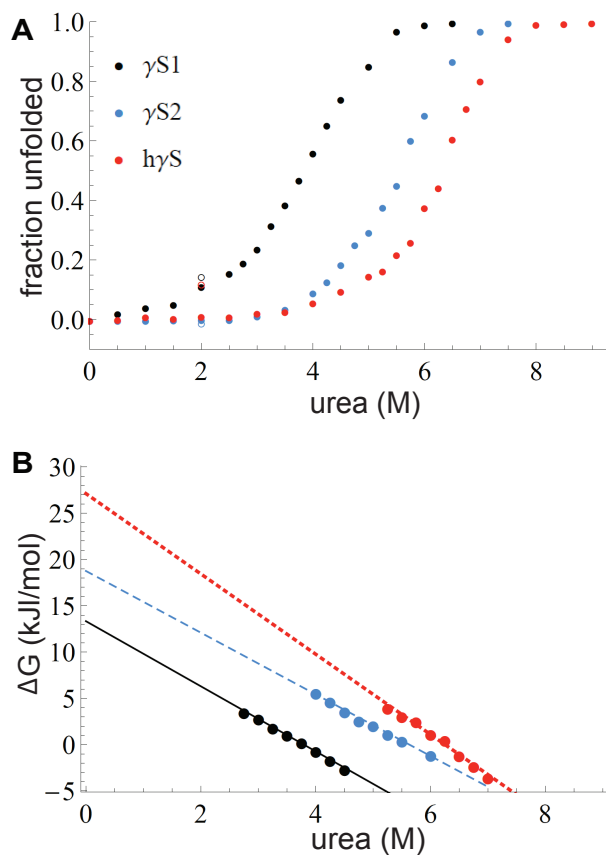 A
fraction unfolded
1.0
0.8
0.6
0.4
0.2
0.0
γS1
γS2
hγS
0 2 4 6 8
urea (M)
B
ΔG (kJl/mol)
30
25
20
15
10
5
0
−5
0 2 4 6 8
urea (M)